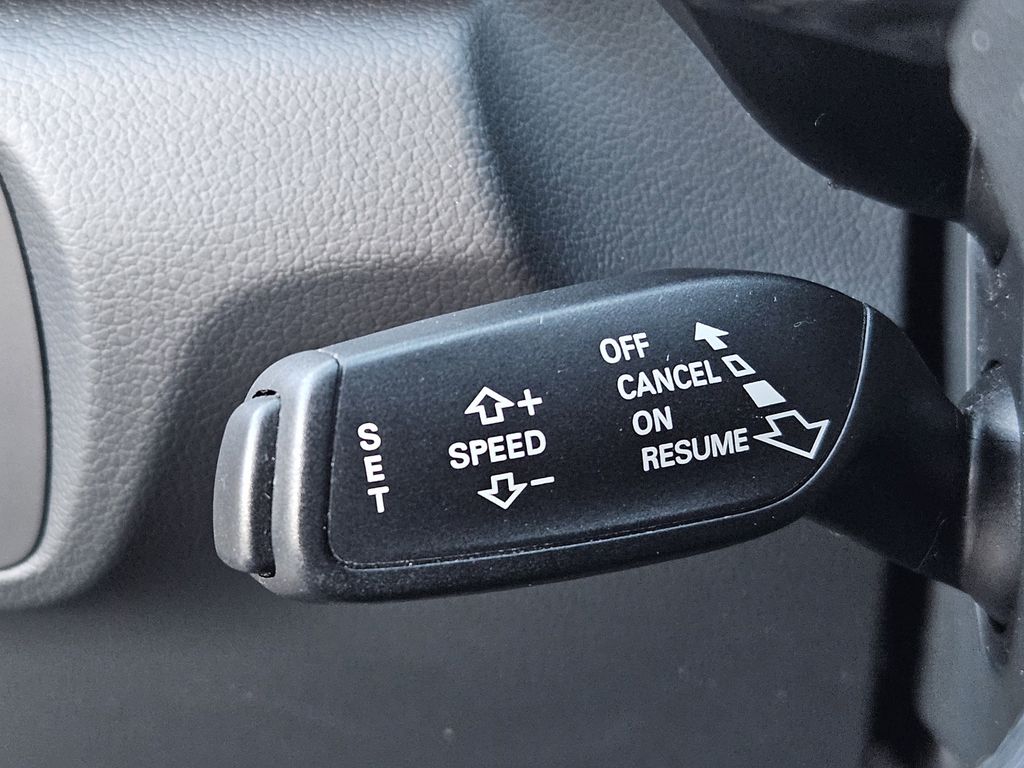 SET
+
SPEED
−
OFF
CANCEL
ON
RESUME